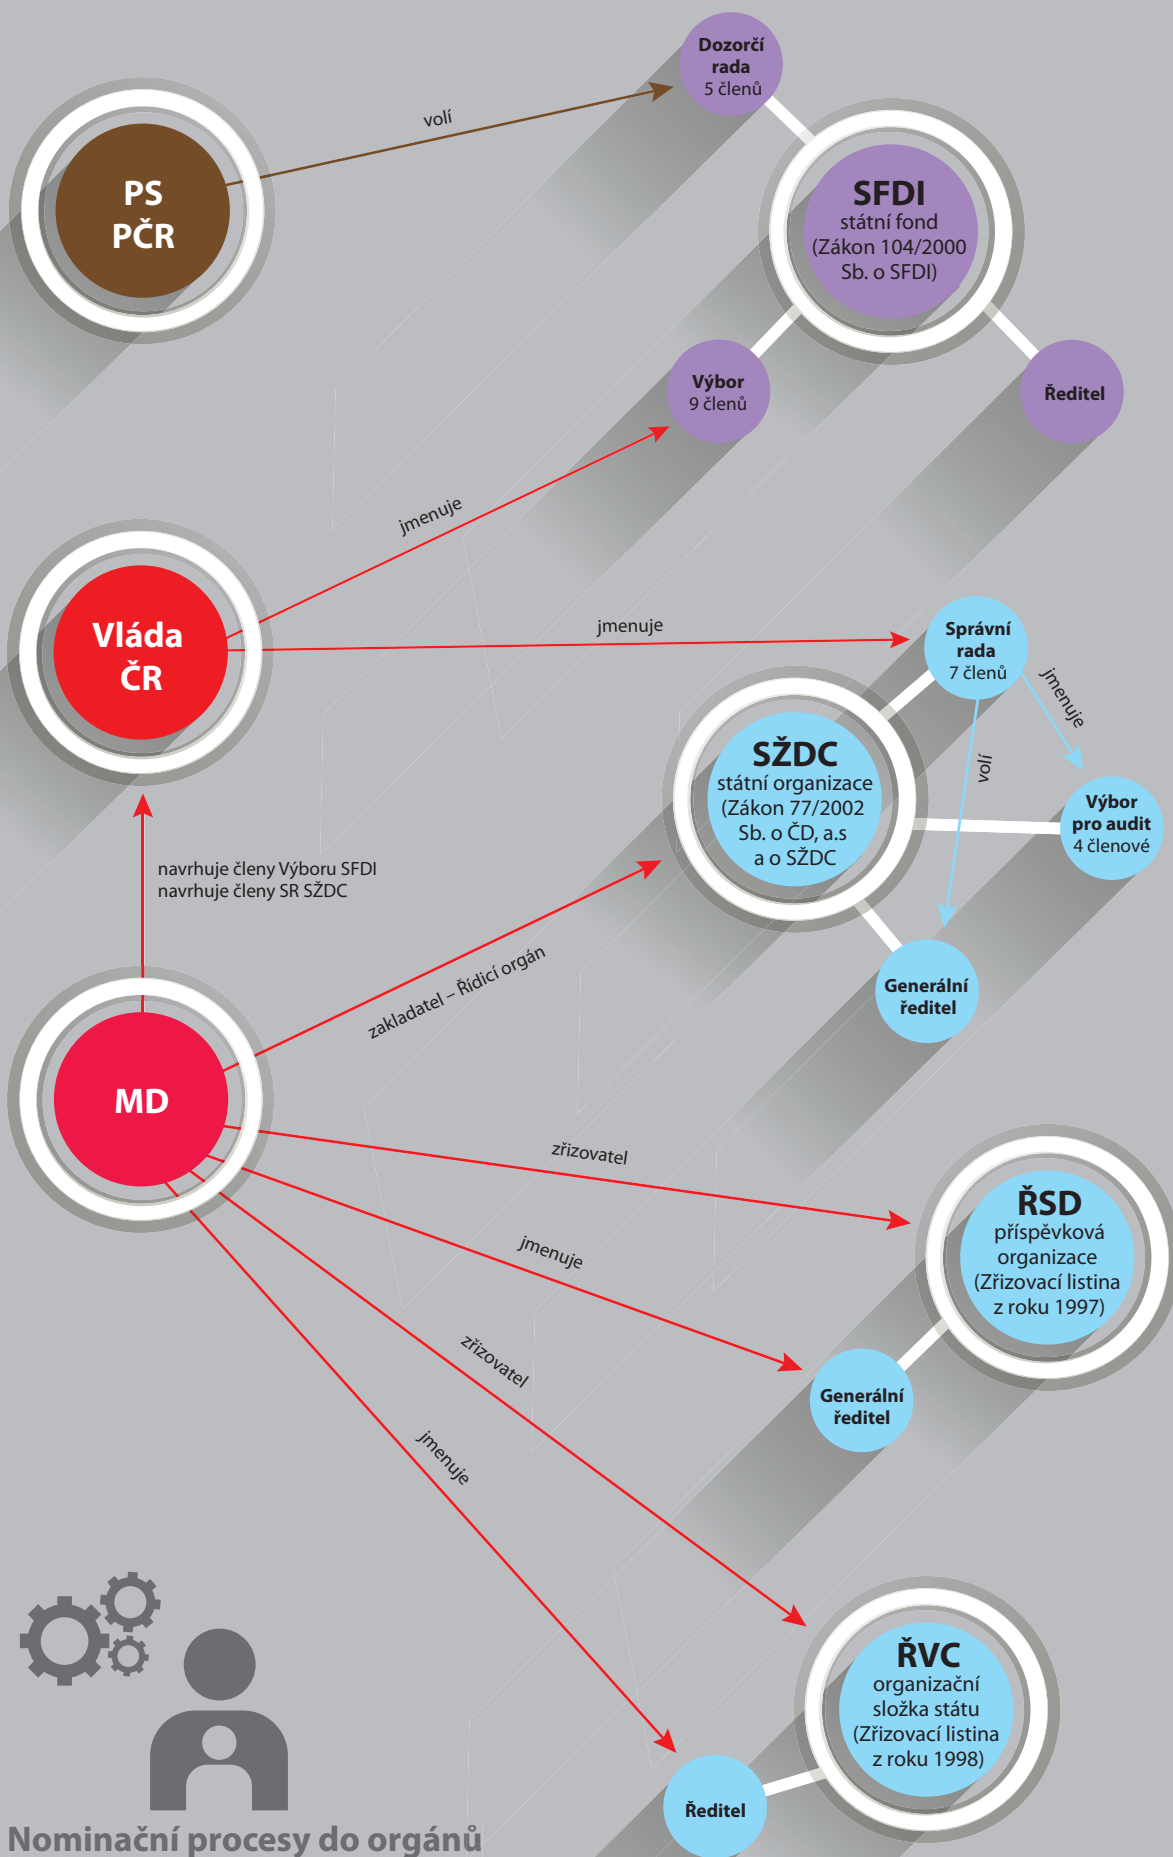 Dozorčí
rada
5 členů
volí
PS
PČR
SFDI
státní fond
(Zákon 104/2000
Sb. o SFDI)
Výbor
9 členů
Ředitel
jmenuje
Vláda
ČR
jmenuje
Správní
rada
7 členů
jmenuje
volí
SŽDC
státní organizace
(Zákon 77/2002
Sb. o ČD, a.s
a o SŽDC
Výbor
pro audit
4 členové
navrhuje členy Výboru SFDI
navrhuje členy SR SŽDC
zakladatel – Řídicí orgán
Generální
ředitel
MD
zřizovatel
ŘSD
příspěvková
organizace
(Zřizovací listina
z roku 1997)
jmenuje
zřizovatel
Generální
ředitel
jmenuje
ŘVC
organizační
složka státu
(Zřizovací listina
z roku 1998)
Ředitel
Nominační procesy do orgánů